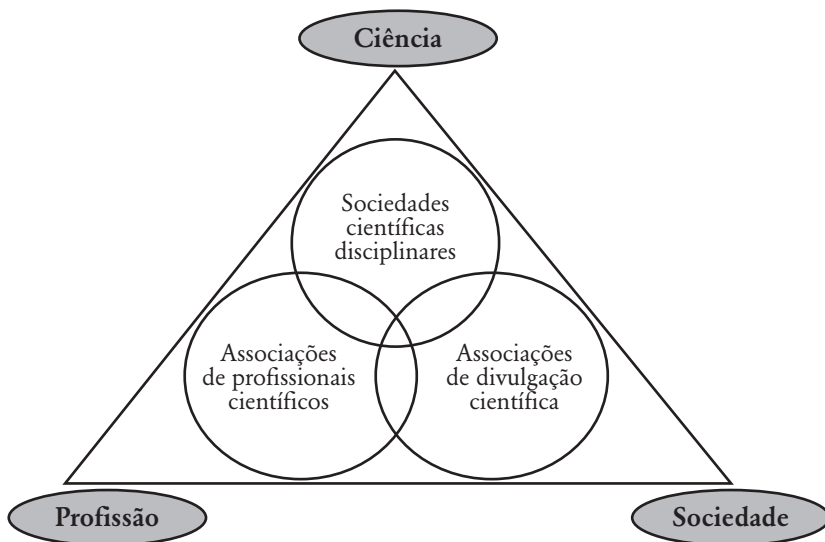 Ciência
Sociedades
científicas
disciplinares
Associações
de profissionais
científicos
Associações
de divulgação
científica
Profissão
Sociedade